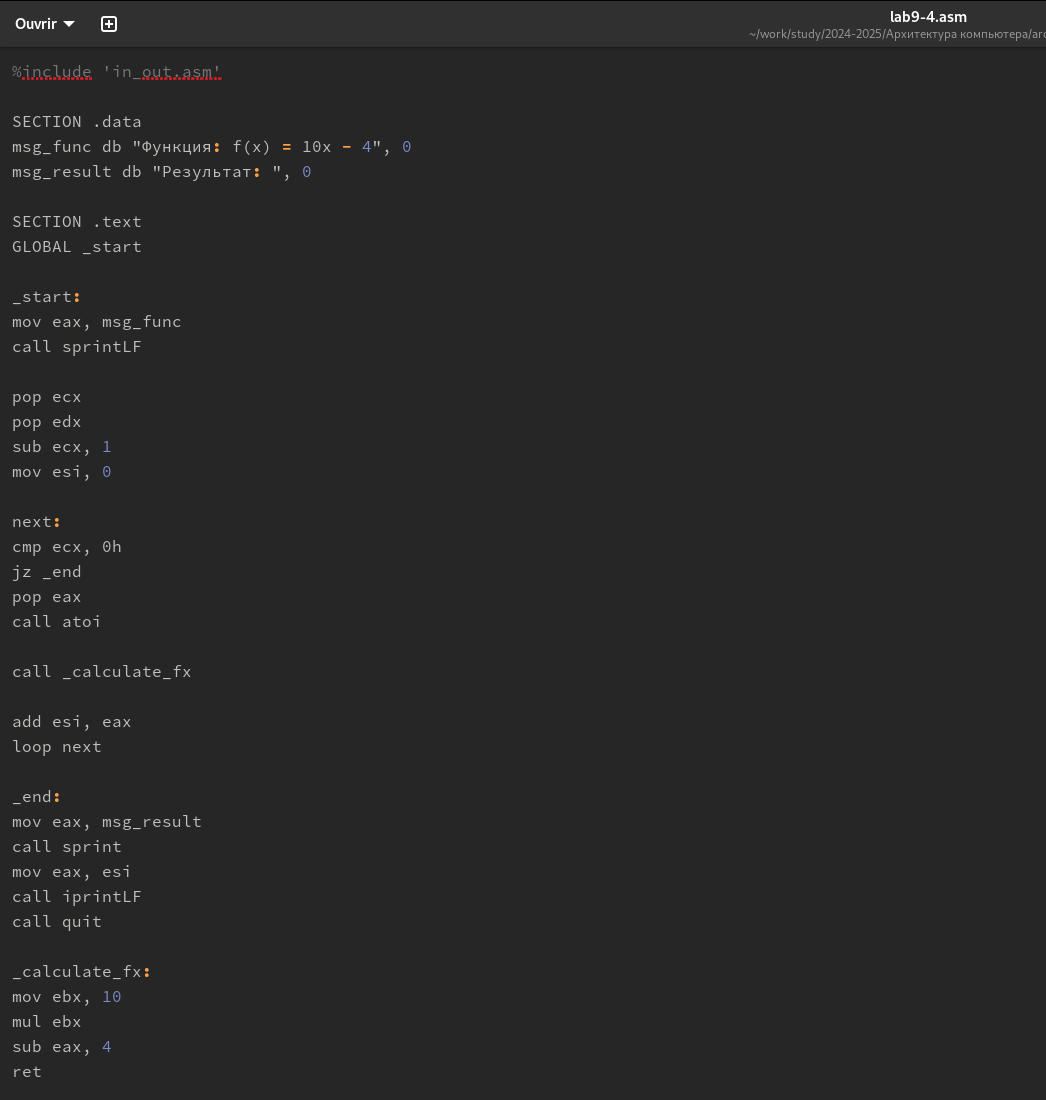 Ouvrir
lab9-4.asm
~/work/study/2024-2025/Архитектура компьютера/arc
%include 'in_out.asm'
SECTION .data
msg_func db "Функция: f(x) = 10x - 4", 0
msg_result db "Результат: ", 0
SECTION .text
GLOBAL _start
_start:
mov eax, msg_func
call sprintLF
pop ecx
pop edx
sub ecx, 1
mov esi, 0
next:
cmp ecx, 0h
jz _end
pop eax
call atoi
call _calculate_fx
add esi, eax
loop next
_end:
mov eax, msg_result
call sprint
mov eax, esi
call iprintLF
call quit
_calculate_fx:
mov ebx, 10
mul ebx
sub eax, 4
ret